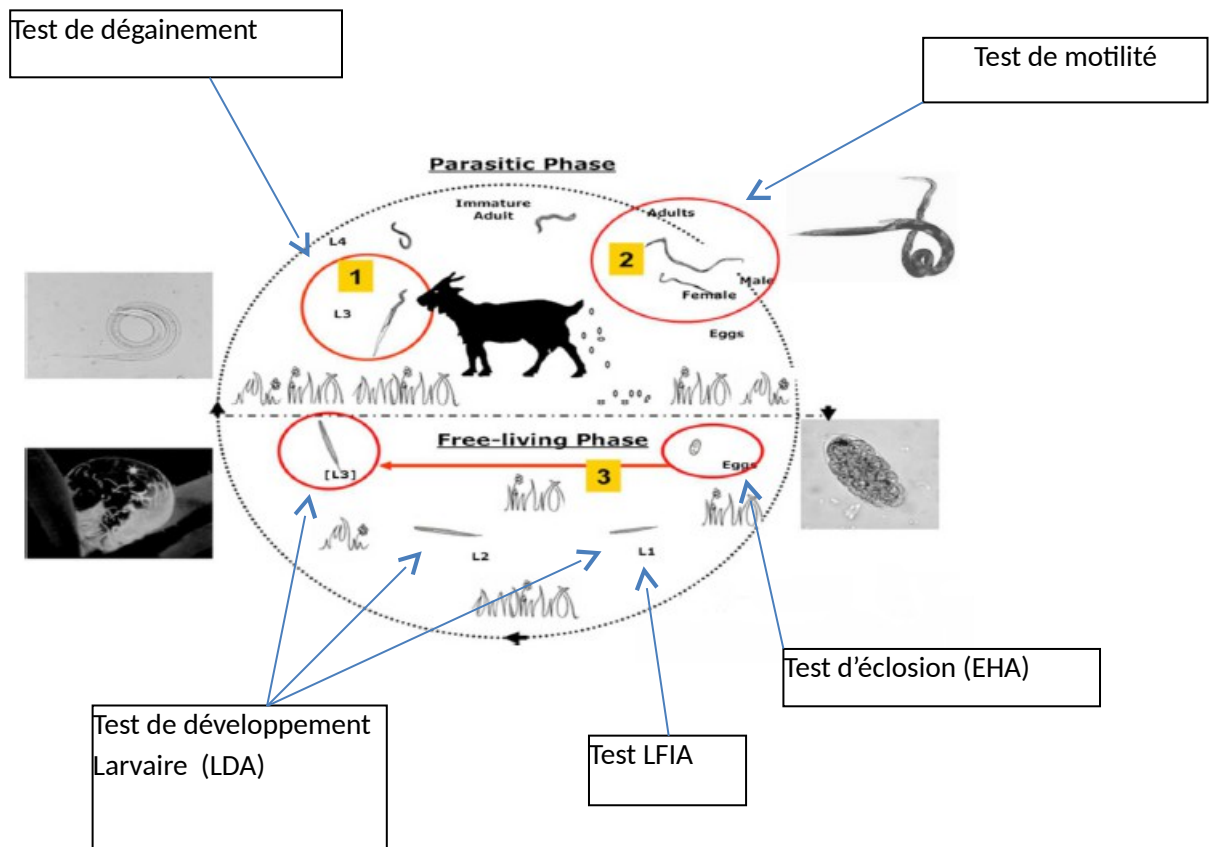 Test de dégainement
Test de motilité
Parasitic Phase
Immature
Adult
Adults
L4
1
2
Male
L3
Female
Eggs
Free-living Phase
[L3]
Eggs
3
L2
L1
Test d’éclosion (EHA)
Test de développement
Larvaire (LDA)
Test LFIA